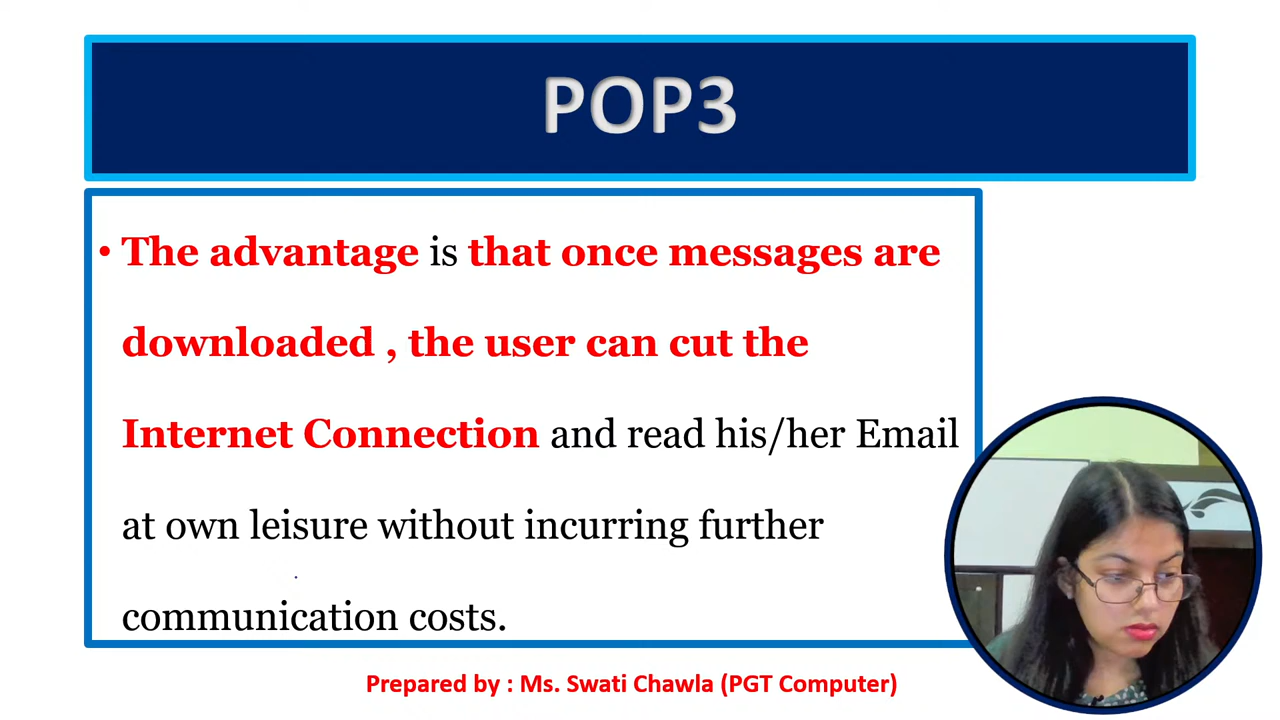 POP3
• The advantage is that once messages are
downloaded , the user can cut the
Internet Connection and read his/her Email
at own leisure without incurring further
communication costs.
Prepared by : Ms. Swati Chawla (PGT Computer)